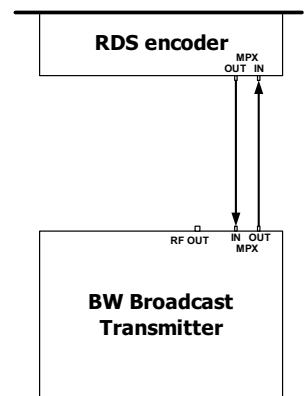 RDS encoder
MPX
OUT IN
RF OUT
IN OUT
MPX
BW Broadcast
Transmitter